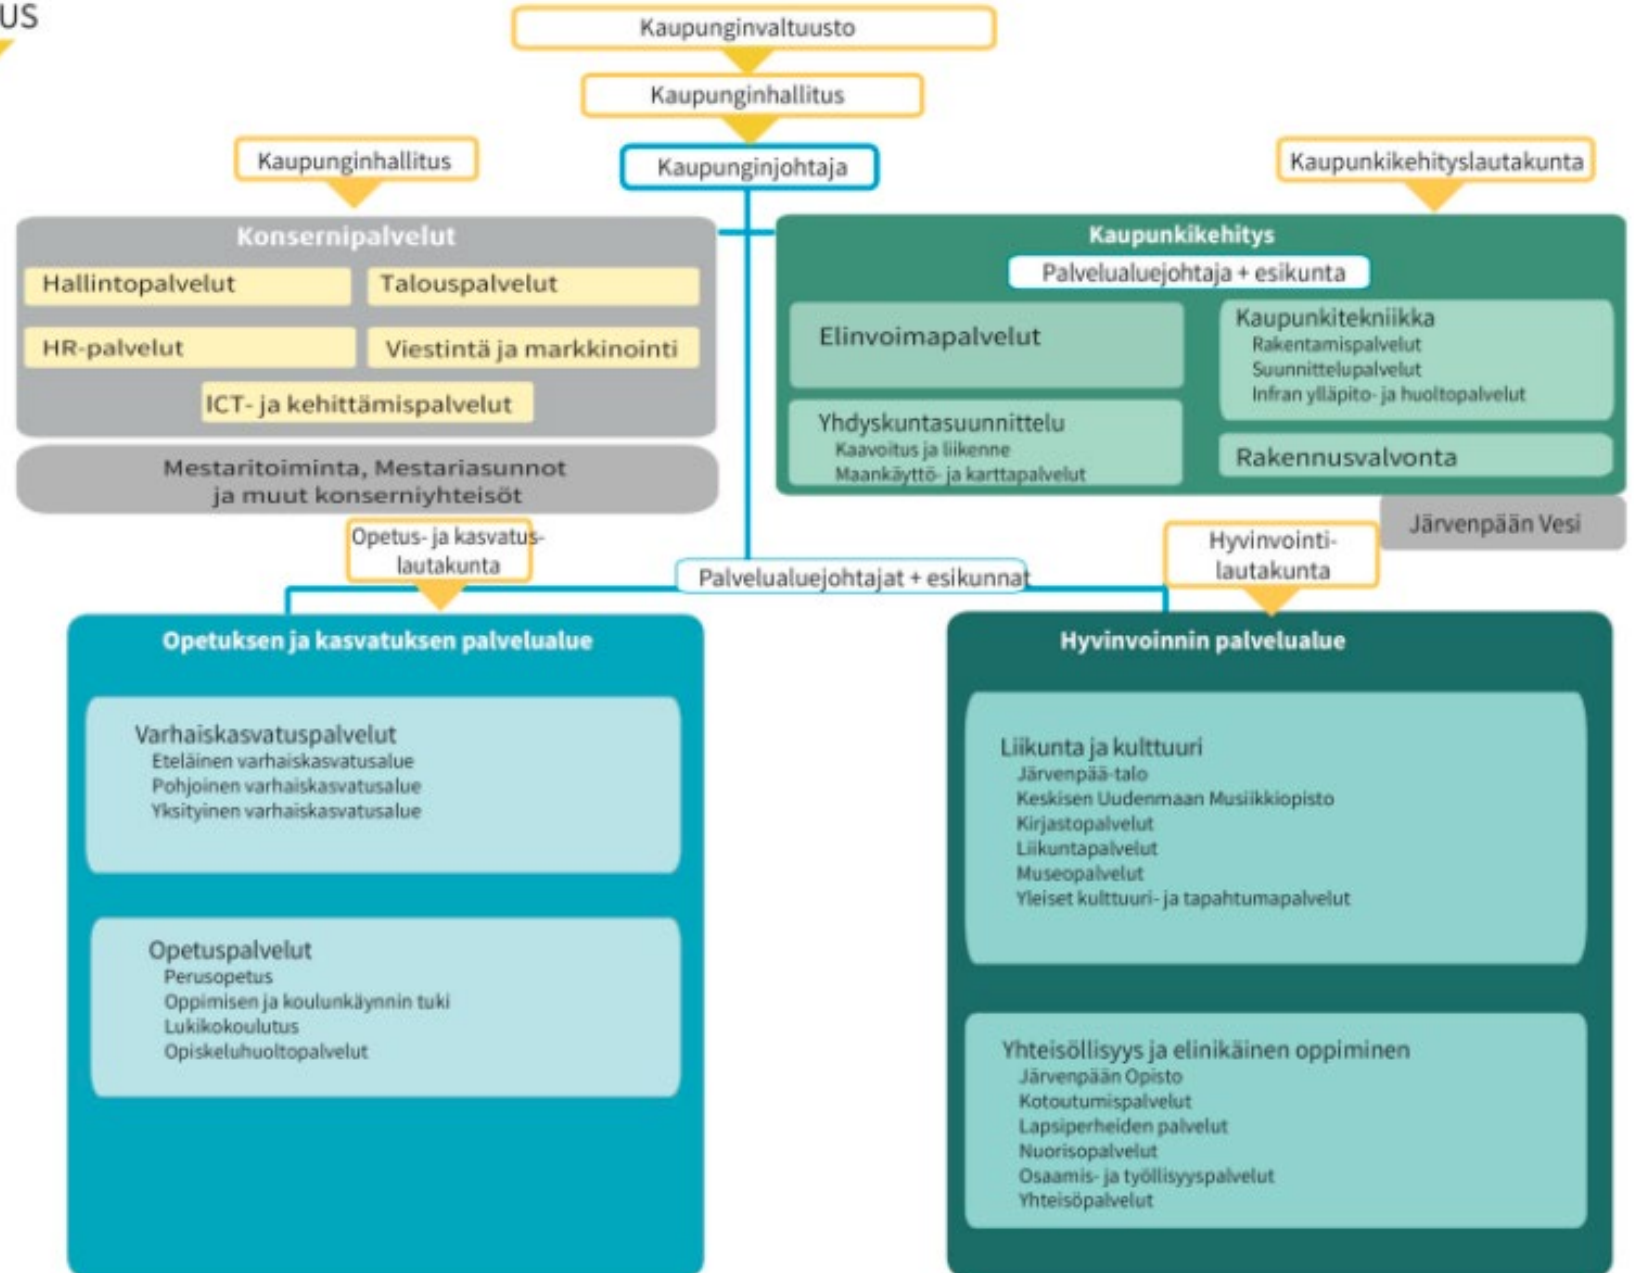 US
Kaupunginvaltuusto
Kaupunginhallitus
Kaupunginhallitus
Kaupunginjohtaja
Kaupunkikehityslautakunta
Konsernipalvelut
Hallintopalvelut
Talouspalvelut
HR-palvelut
Viestintä ja markkinointi
ICT- ja kehittämispalvelut
Mestaritoiminta, Mestariasunnot
ja muut konserniyhteisöt
Kaupunkikehitys
Palvelualuejohtaja + esikunta
Elinvoimapalvelut
Yhdyskuntasuunnittelu
Kaavoitus ja liikenne
Maankäyttö- ja karttapalvelut
Kaupunkitekniikka
Rakentamispalvelut
Suunnittelupalvelut
Infran ylläpito- ja huoltopalvelut
Rakennusvalvonta
Järvenpään Vesi
Opetus- ja kasvatus-
lautakunta
Palvelualuejohtajat + esikunnat
Hyvinvointi-
lautakunta
Opetuksen ja kasvatuksen palvelualue
Varhaiskasvatuspalvelut
Eteläinen varhaiskasvatusalue
Pohjoinen varhaiskasvatusalue
Yksityinen varhaiskasvatusalue
Opetuspalvelut
Perusopetus
Oppimisen ja koulunkäynnin tuki
Lukikokoulutus
Opiskeluhuoltopalvelut
Hyvinvoinnin palvelualue
Liikunta ja kulttuuri
Järvenpää-talo
Keskisen Uudenmaan Musiikkiopisto
Kirjastopalvelut
Liikuntapalvelut
Museopalvelut
Yleiset kulttuuri- ja tapahtumapalvelut
Yhteisöllisyys ja elinikäinen oppiminen
Järvenpään Opisto
Kotoutumispalvelut
Lapsiperheiden palvelut
Nuorisopalvelut
Osaamis- ja työllisyyspalvelut
Yhteisöpalvelut